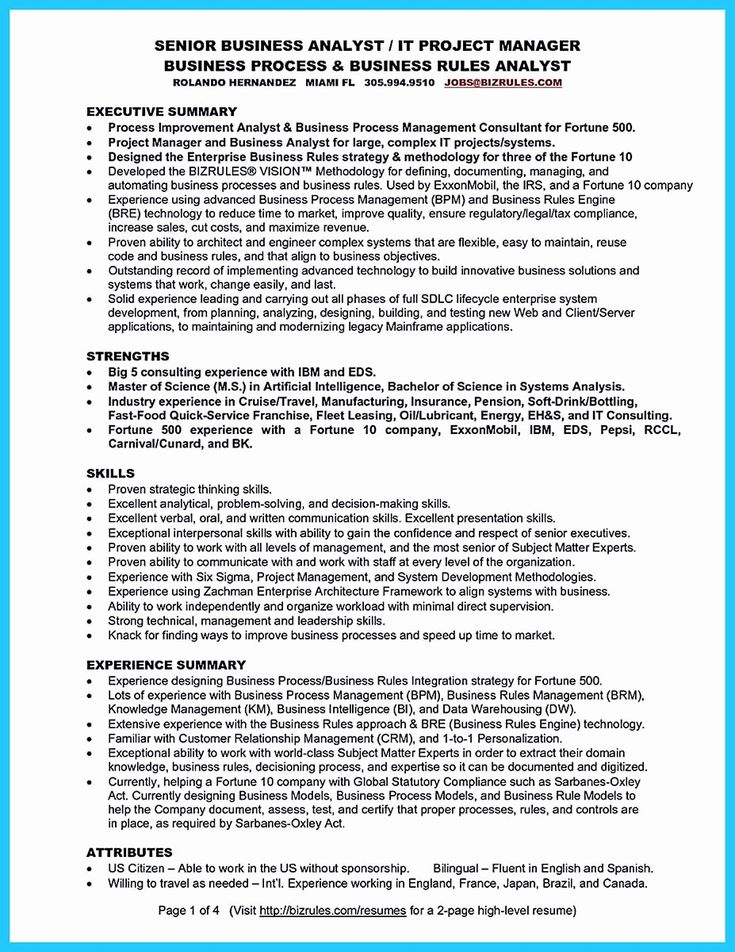 SENIOR BUSINESS ANALYST / IT PROJECT MANAGER
BUSINESS PROCESS & BUSINESS RULES ANALYST
ROLANDO HERNANDEZ MIAMI FL 305.994.9510 JOBS@BIZRULES.COM
EXECUTIVE SUMMARY
• Process Improvement Analyst & Business Process Management Consultant for Fortune 500.
• Project Manager and Business Analyst for large, complex IT projects/systems.
• Designed the Enterprise Business Rules strategy & methodology for three of the Fortune 10
• Developed the BIZRULES® VISION™ Methodology for defining, documenting, managing, and
automating business processes and business rules. Used by ExxonMobil, the IRS, and a Fortune 10 company
• Experience using advanced Business Process Management (BPM) and Business Rules Engine
(BRE) technology to reduce time to market, improve quality, ensure regulatory/legal/tax compliance,
increase sales, cut costs, and maximize revenue.
• Proven ability to architect and engineer complex systems that are flexible, easy to maintain, reuse
code and business rules, and that align to business objectives.
• Outstanding record of implementing advanced technology to build innovative business solutions and
systems that work, change easily, and last.
• Solid experience leading and carrying out all phases of full SDLC lifecycle enterprise system
development, from planning, analyzing, designing, building, and testing new Web and Client/Server
applications, to maintaining and modernizing legacy Mainframe applications.
STRENGTHS
• Big 5 consulting experience with IBM and EDS.
• Master of Science (M.S.) in Artificial Intelligence, Bachelor of Science in Systems Analysis.
• Industry experience in Cruise/Travel, Manufacturing, Insurance, Pension, Soft-Drink/Bottling,
Fast-Food Quick-Service Franchise, Fleet Leasing, Oil/Lubricant, Energy, EH&S, and IT Consulting.
• Fortune 500 experience with a Fortune 10 company, ExxonMobil, IBM, EDS, Pepsi, RCCL,
Carnival/Cunard, and BK.
SKILLS
• Proven strategic thinking skills.
• Excellent analytical, problem-solving, and decision-making skills.
• Excellent verbal, oral, and written communication skills. Excellent presentation skills.
• Exceptional interpersonal skills with ability to gain the confidence and respect of senior executives.
• Proven ability to work with all levels of management, and the most senior of Subject Matter Experts.
• Proven ability to communicate with and work with staff at every level of the organization.
• Experience with Six Sigma, Project Management, and System Development Methodologies.
• Experience using Zachman Enterprise Architecture Framework to align systems with business.
• Ability to work independently and organize workload with minimal direct supervision.
• Strong technical, management and leadership skills.
• Knack for finding ways to improve business processes and speed up time to market.
EXPERIENCE SUMMARY
• Experience designing Business Process/Business Rules Integration strategy for Fortune 500.
• Lots of experience with Business Process Management (BPM), Business Rules Management (BRM),
Knowledge Management (KM), Business Intelligence (BI), and Data Warehousing (DW).
• Extensive experience with the Business Rules approach & BRE (Business Rules Engine) technology.
• Familiar with Customer Relationship Management (CRM), and 1-to-1 Personalization.
• Exceptional ability to work with world-class Subject Matter Experts in order to extract their domain
knowledge, business rules, decisioning process, and expertise so it can be documented and digitized.
• Currently, helping a Fortune 10 company with Global Statutory Compliance such as Sarbanes-Oxley
Act. Currently designing Business Models, Business Process Models, and Business Rule Models to
help the Company document, assess, test, and certify that proper processes, rules, and controls are
in place, as required by Sarbanes-Oxley Act.
ATTRIBUTES
• US Citizen – Able to work in the US without sponsorship. Bilingual – Fluent in English and Spanish.
• Willing to travel as needed – Int'l. Experience working in England, France, Japan, Brazil, and Canada.
Page 1 of 4 (Visit http://bizrules.com/resumes for a 2-page high-level resume)